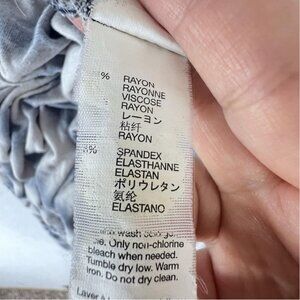 % RAYON
RAYONNE
VISCOSE
RAYON
レーヨン
粘纤
RAYON
% SPANDEX
ÉLASTHANNE
ELASTAN
ポリウレタン
氨纶
ELASTANO
wash
Only non-chlorine
bleach when needed.
Tumble dry low. Warm
iron. Do not dry clean.
Laver